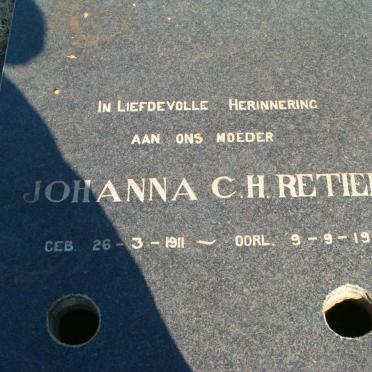 IN LIEFDEVOLLE HERINNERING
AAN ONS MOEDER
JOHANNA C.H. RETIEF
GEB. 26-3-1911 ~ OORL. 9-9-19